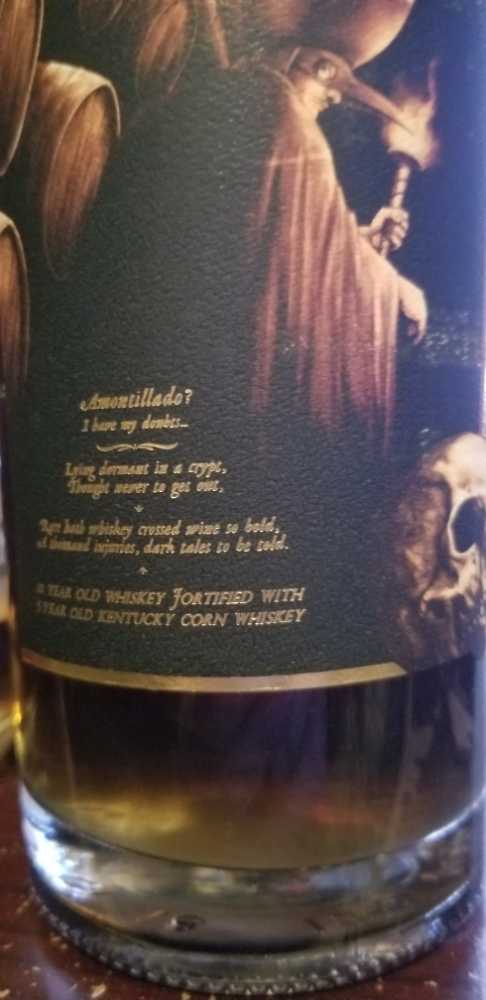 Amontillado?
I have my doubts...
Lying dormant in a crypt,
Thought never to get out,
hath whiskey crossed wine so bold,
A thousand injuries, dark tales to be told.
YEAR OLD WHISKEY FORTIFIED WITH
5 YEAR OLD KENTUCKY CORN WHISKEY